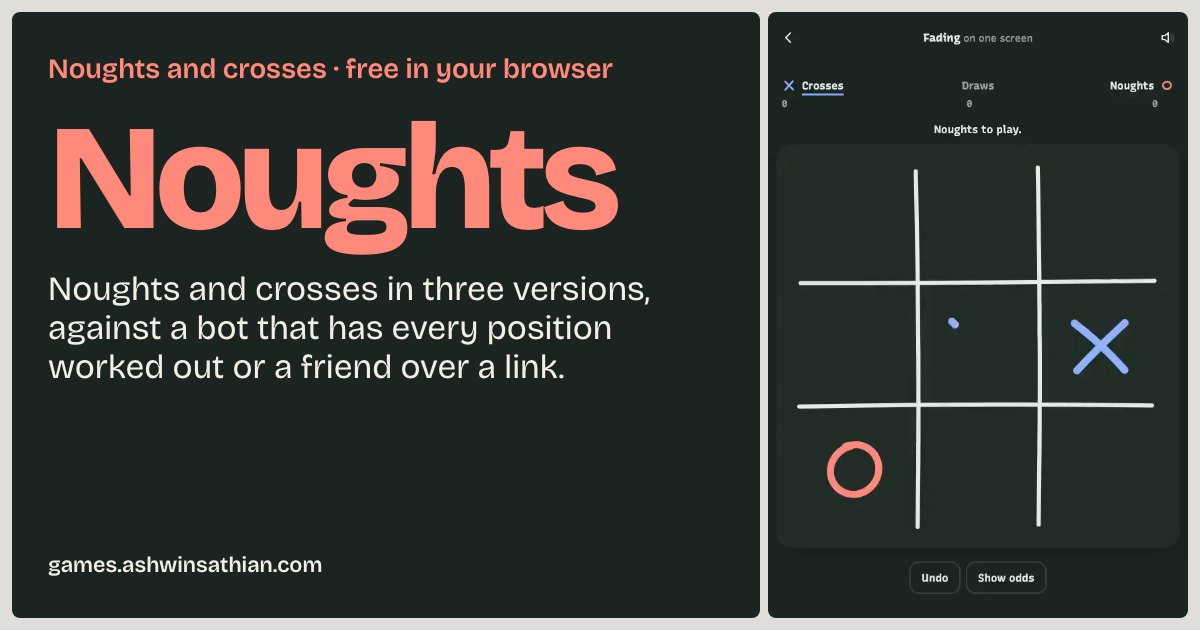 Noughts and crosses · free in your browser
Noughts
Noughts and crosses in three versions,
against a bot that has every position
worked out or a friend over a link.
games.ashwinsathian.com
Fading on one screen
Crosses
0
Draws
0
Noughts
0
Noughts to play.
Undo
Show odds